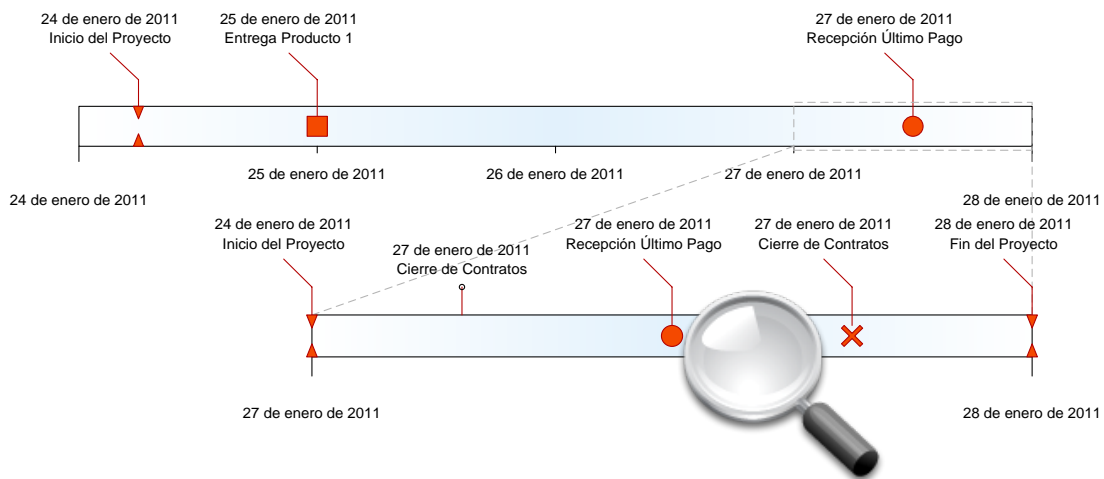 24 de enero de 2011
Inicio del Proyecto
25 de enero de 2011
Entrega Producto 1
27 de enero de 2011
Recepción Último Pago
24 de enero de 2011
25 de enero de 2011
26 de enero de 2011
27 de enero de 2011
28 de enero de 2011
24 de enero de 2011
Inicio del Proyecto
27 de enero de 2011
Cierre de Contratos
27 de enero de 2011
Recepción Último Pago
27 de enero de 2011
Cierre de Contratos
28 de enero de 2011
Fin del Proyecto
27 de enero de 2011
28 de enero de 2011